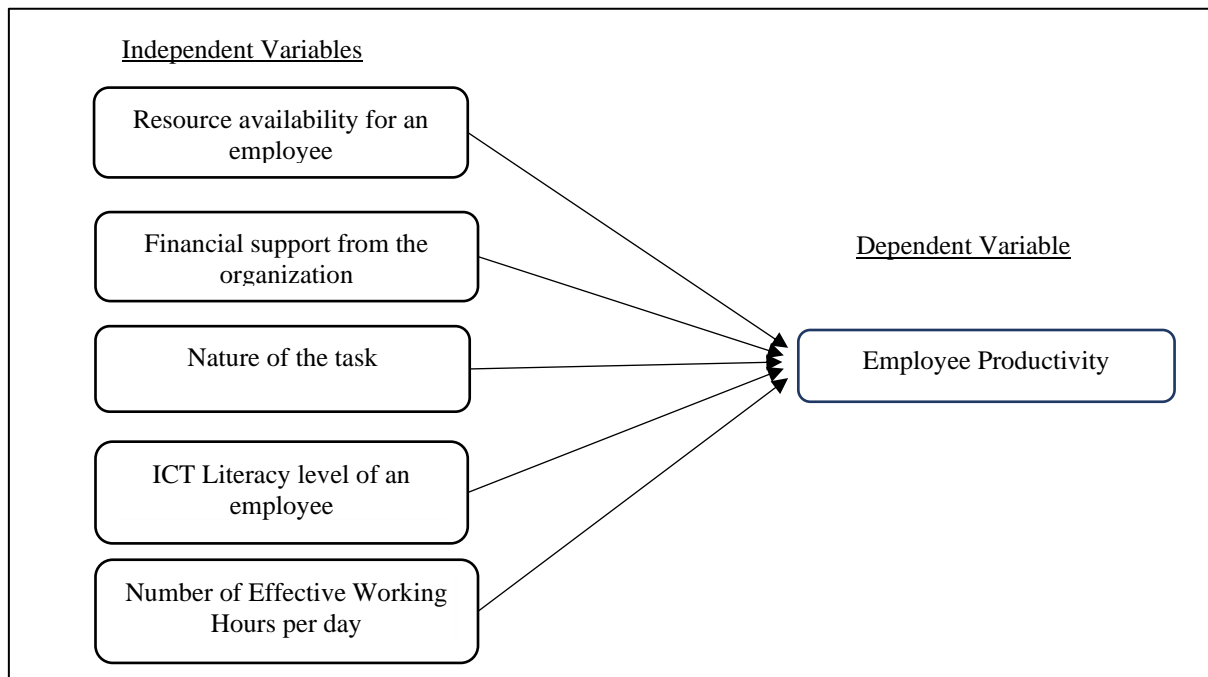 Independent Variables
Resource availability for an
employee
Financial support from the
organization
Nature of the task
ICT Literacy level of an
employee
Number of Effective Working
Hours per day
Dependent Variable
Employee Productivity